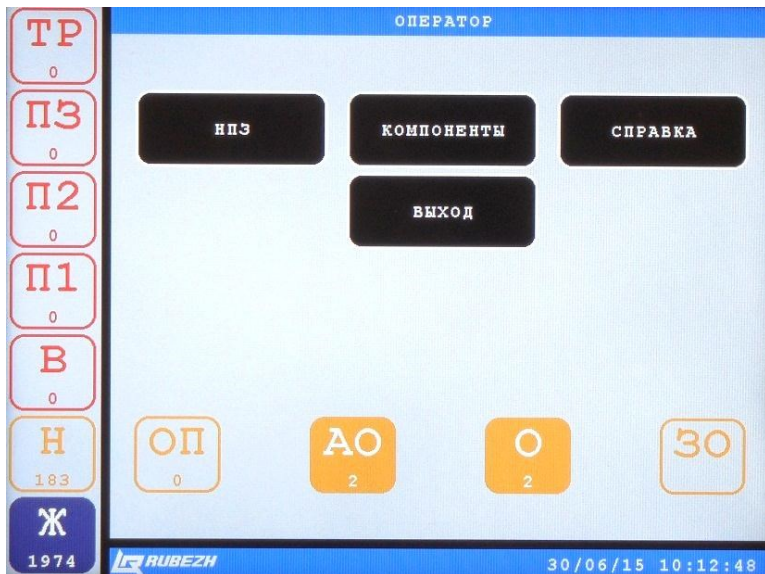 ОПЕРАТОР
ТР
0
ПЗ
0
П2
0
П1
0
В
0
Н
183
Ж
1974
НПЗ
КОМПОНЕНТЫ
СПРАВКА
ВЫХОД
ОП
0
АО
2
О
2
ЗО
RUBEZH
30/06/15 10:12:48